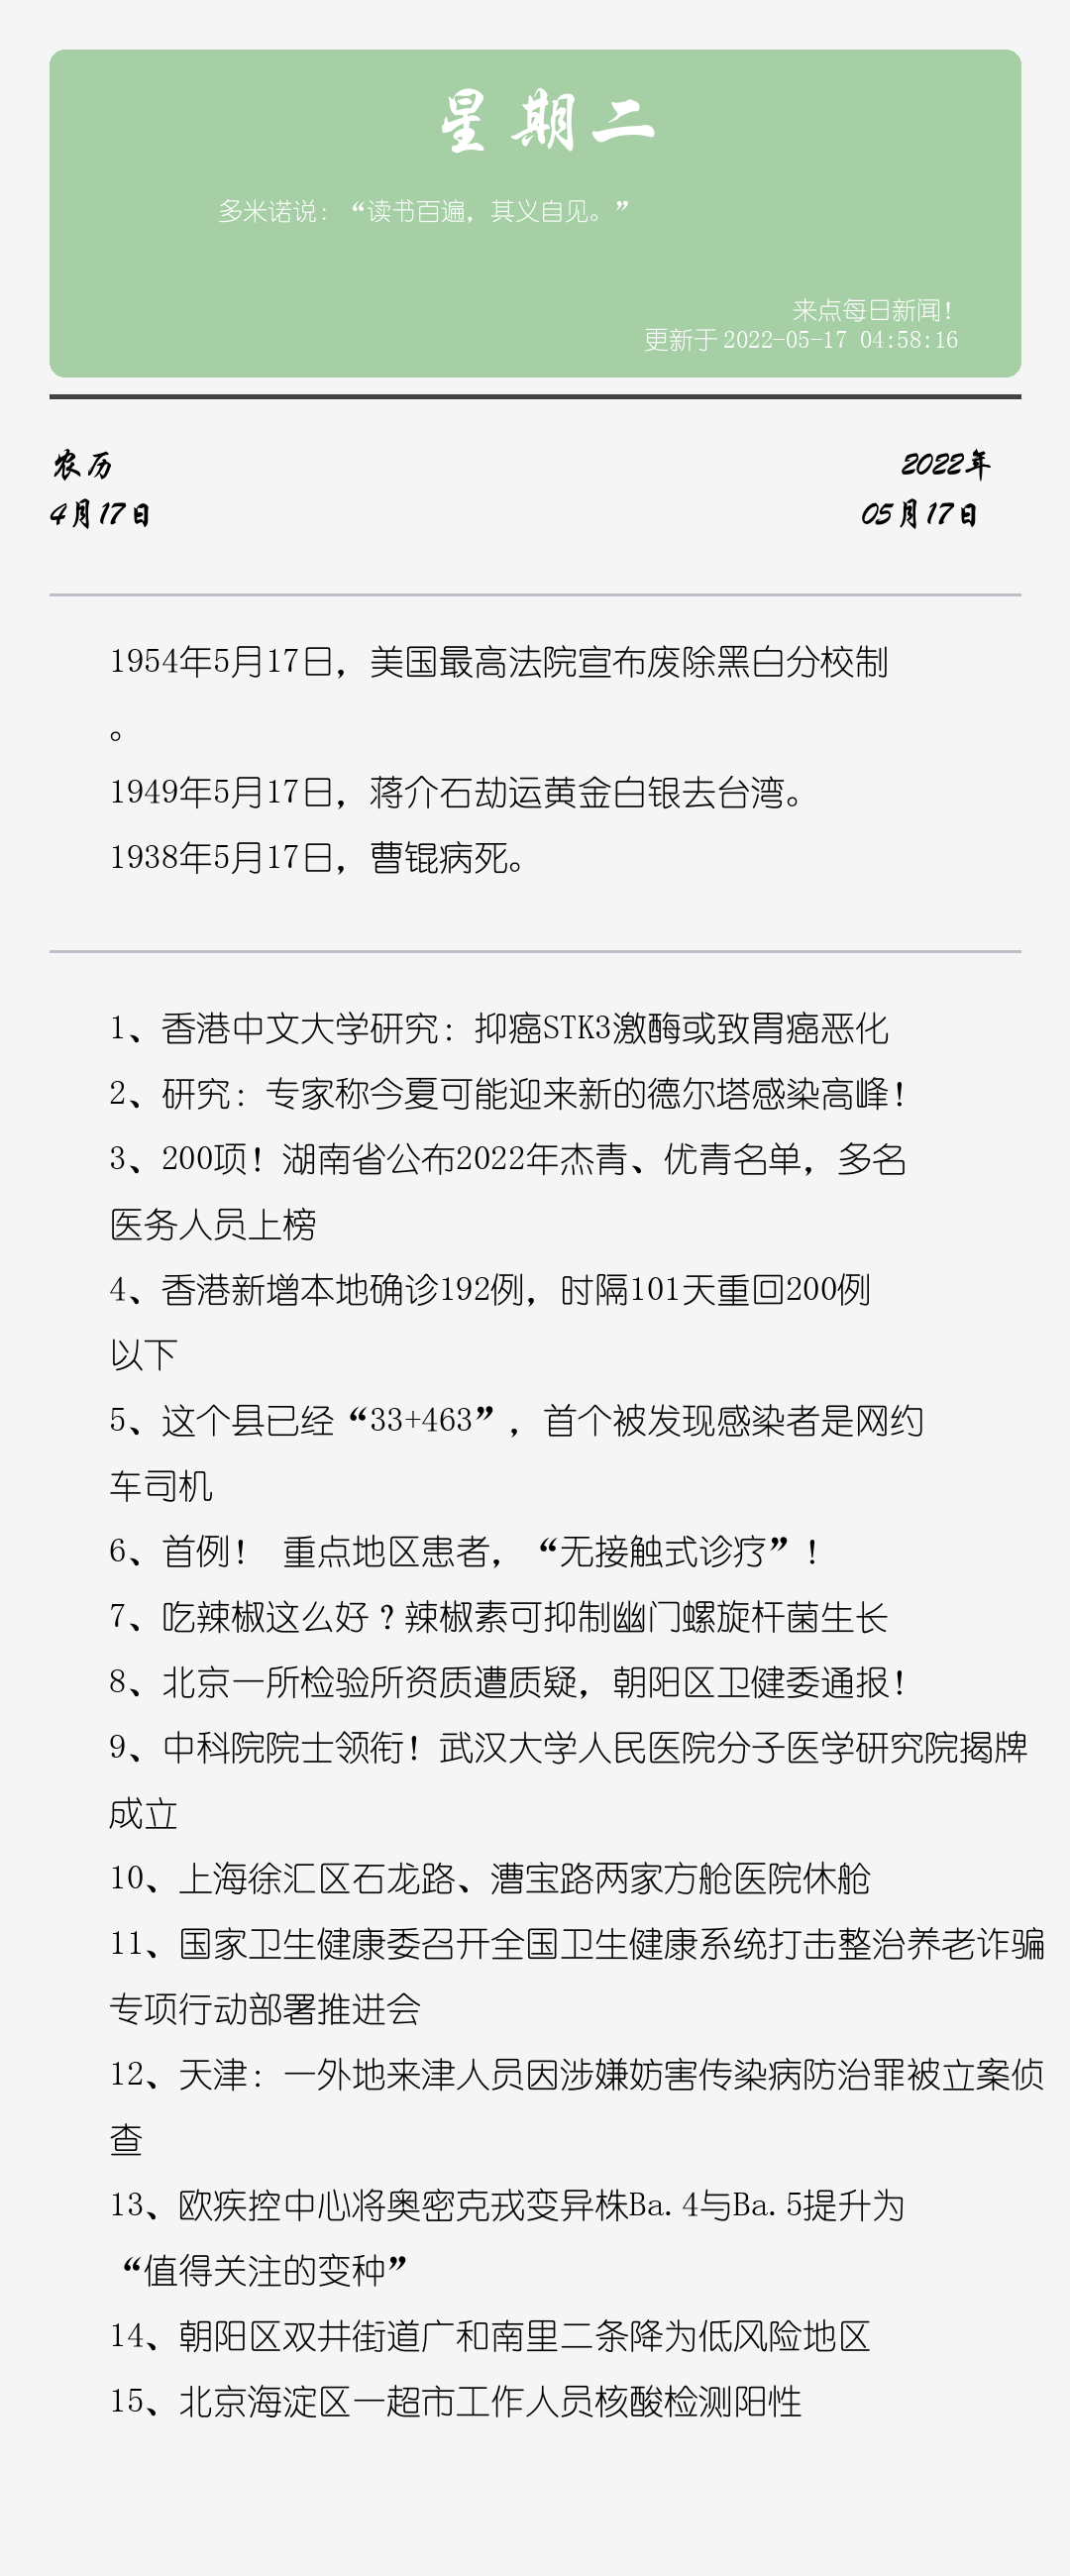 星期二
多米诺说：“读书百遍，其义自见。”
来点每日新闻！
更新于 2022-05-17 04:58:16
农历
2022年
4月17日
05月17日
1954年5月17日，美国最高法院宣布废除黑白分校制
。
1949年5月17日，蒋介石劫运黄金白银去台湾。
1938年5月17日，曹锟病死。
1、香港中文大学研究：抑癌STK3激酶或致胃癌恶化
2、研究：专家称今夏可能迎来新的德尔塔感染高峰！
3、200项！湖南省公布2022年杰青、优青名单，多名
医务人员上榜
4、香港新增本地确诊192例，时隔101天重回200例
以下
5、这个县已经“33+463”，首个被发现感染者是网约
车司机
6、首例！ 重点地区患者，“无接触式诊疗”！
7、吃辣椒这么好？辣椒素可抑制幽门螺旋杆菌生长
8、北京一所检验所资质遭质疑，朝阳区卫健委通报！
9、中科院院士领衔！武汉大学人民医院分子医学研究院揭牌
成立
10、上海徐汇区石龙路、漕宝路两家方舱医院休舱
11、国家卫生健康委召开全国卫生健康系统打击整治养老诈骗
专项行动部署推进会
12、天津：一外地来津人员因涉嫌妨害传染病防治罪被立案侦
查
13、欧疾控中心将奥密克戎变异株Ba.4与Ba.5提升为
“值得关注的变种”
14、朝阳区双井街道广和南里二条降为低风险地区
15、北京海淀区一超市工作人员核酸检测阳性